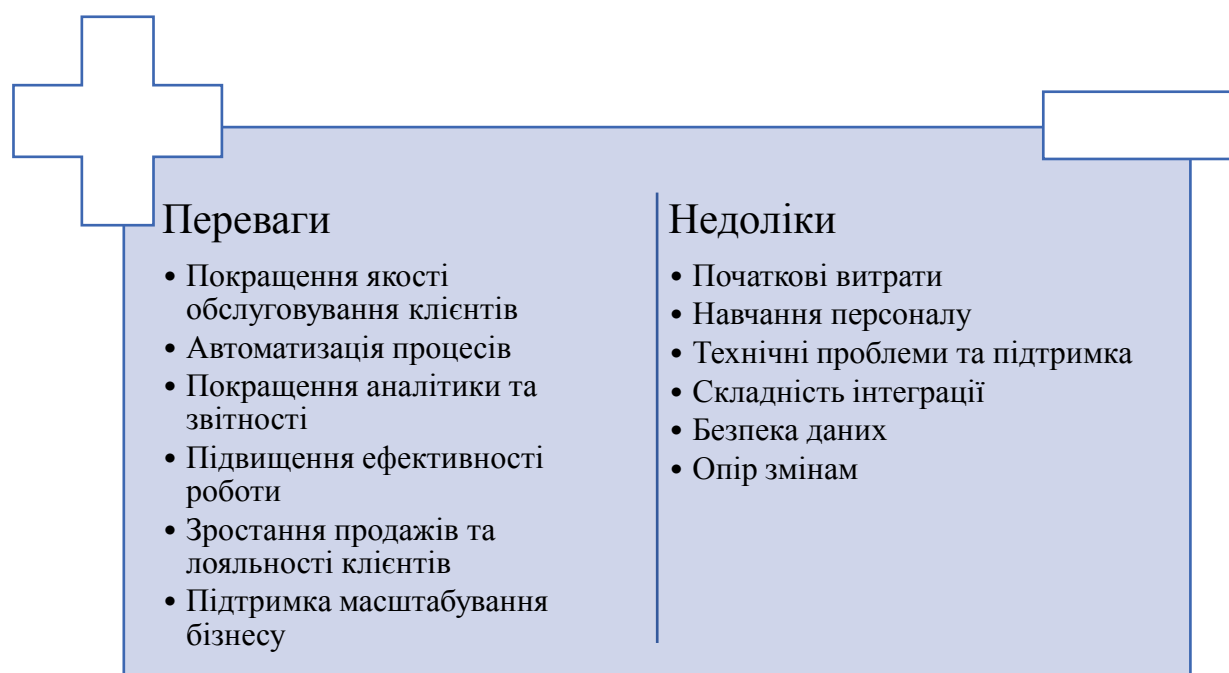 Переваги
• Покращення якості
обслуговування клієнтів
• Автоматизація процесів
• Покращення аналітики та
звітності
• Підвищення ефективності
роботи
• Зростання продажів та
лояльності клієнтів
• Підтримка масштабування
бізнесу
Недоліки
• Початкові витрати
• Навчання персоналу
• Технічні проблеми та підтримка
• Складність інтеграції
• Безпека даних
• Опір змінам